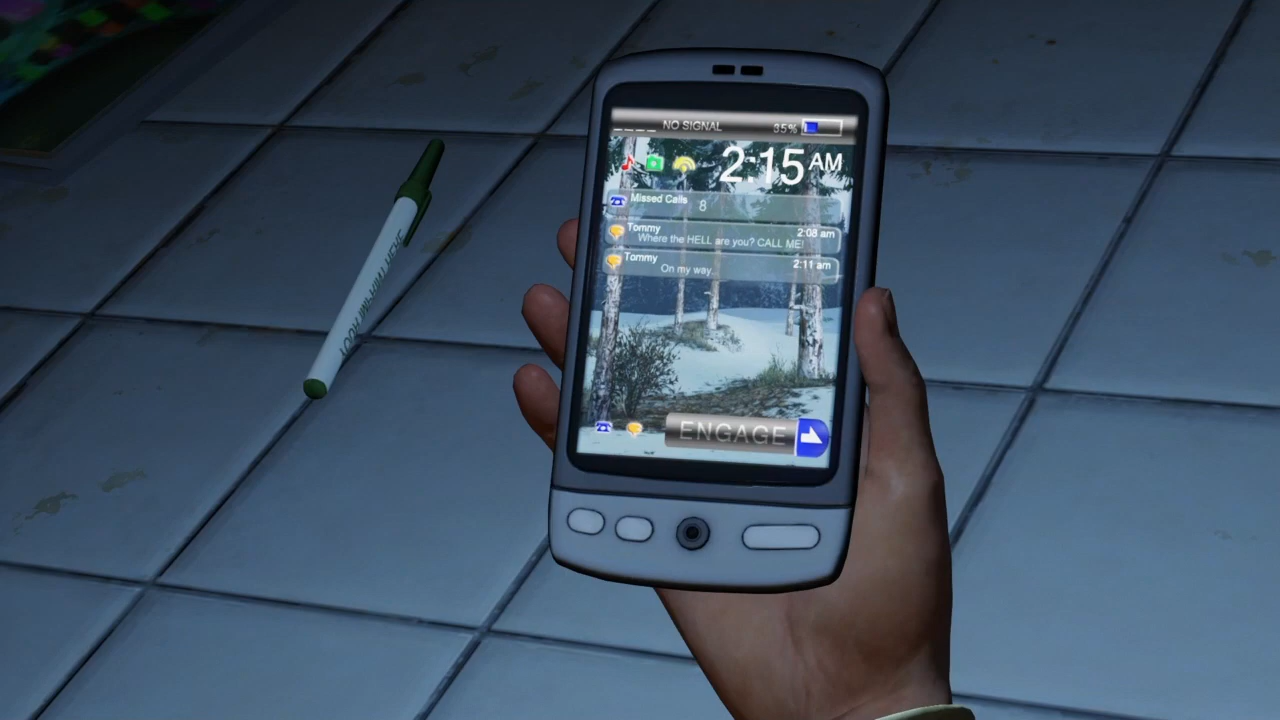 NO SIGNAL 35%
2:15 AM
Missed Calls 8
Tommy 2:08 am
Where the HELL are you? CALL ME!
Tommy 2:11 am
On my way
ENGAGE